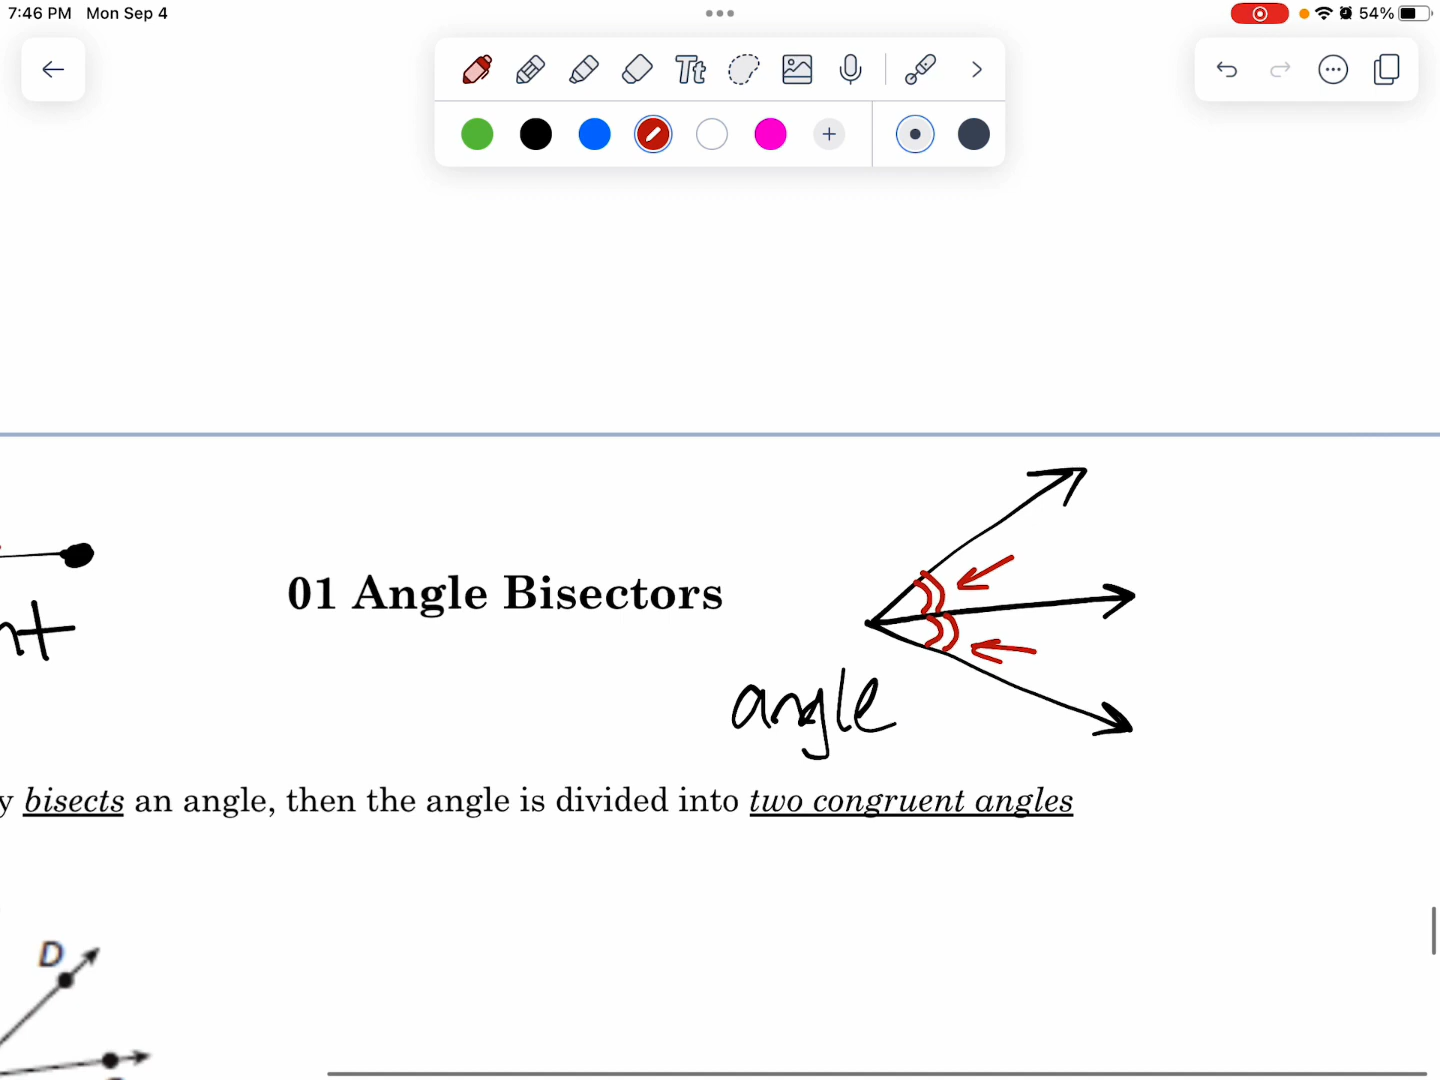 7:46 PM Mon Sep 4
54%
Tt
01 Angle Bisectors
angle
y bisects an angle, then the angle is divided into two congruent angles
D